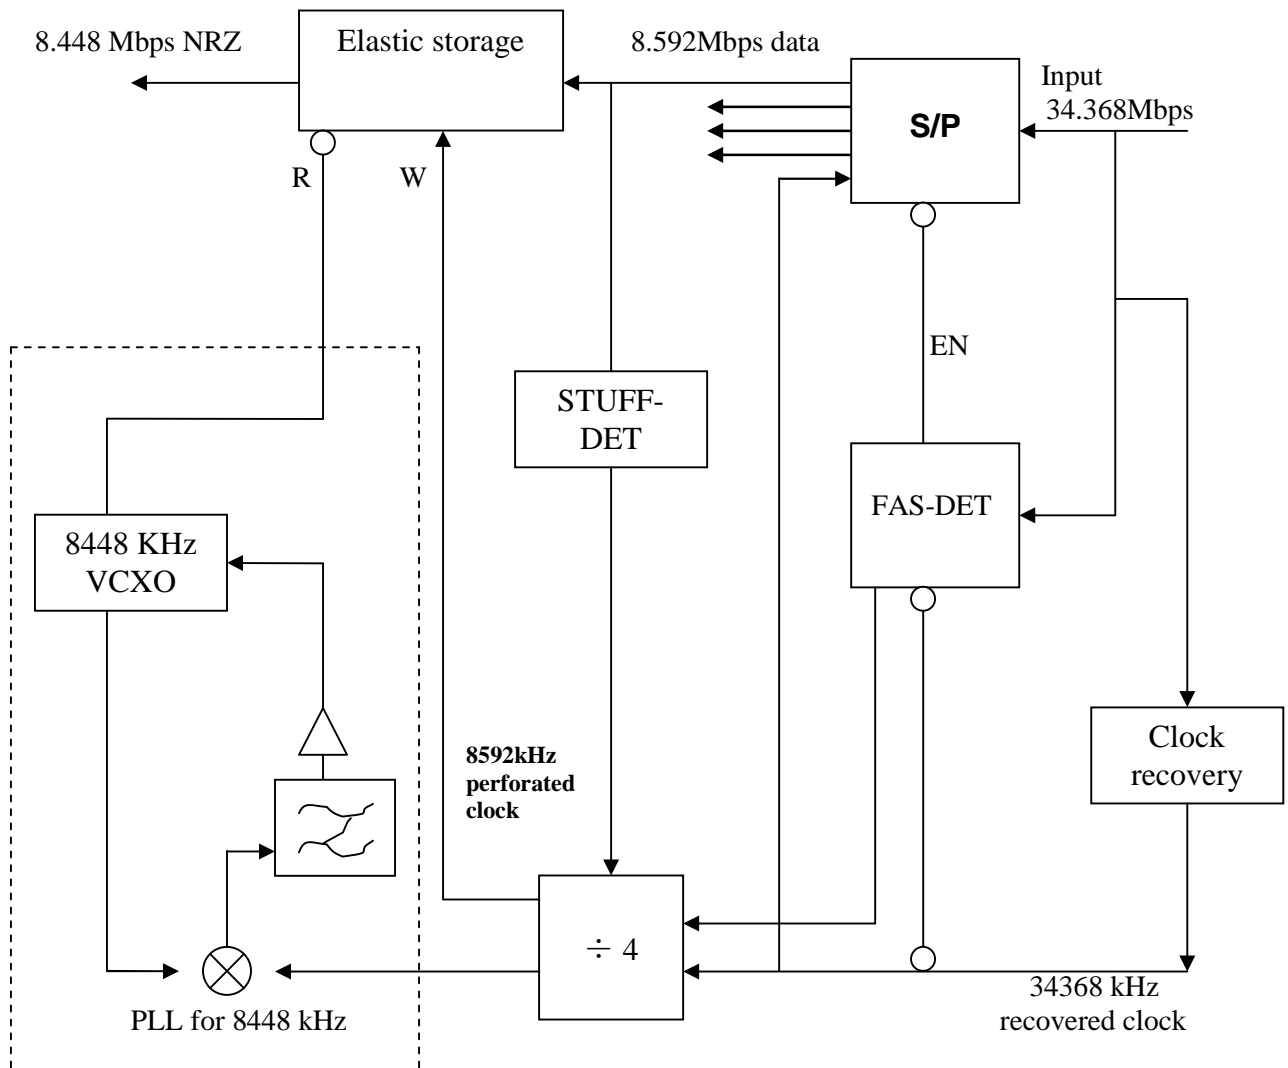 8.448 Mbps NRZ
Elastic storage
8.592Mbps data
Input
34.368Mbps
S/P
R
W
EN
STUFF-
DET
FAS-DET
8448 KHz
VCXO
Clock
recovery
8592kHz
perforated
clock
÷ 4
PLL for 8448 kHz
34368 kHz
recovered clock